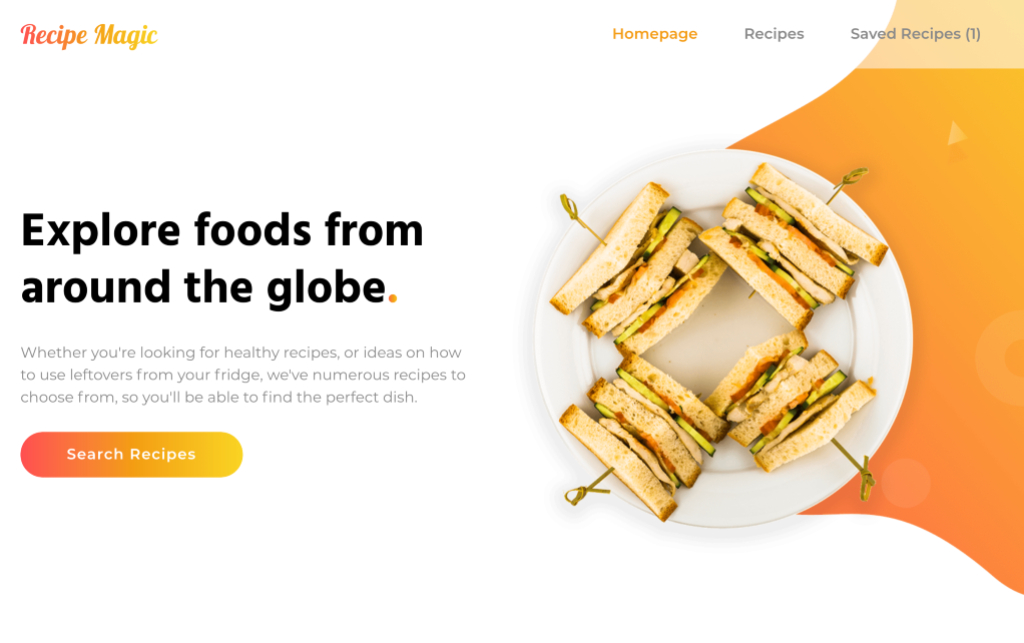 Recipe Magic
Homepage
Recipes
Saved Recipes (1)
Explore foods from
around the globe.
Whether you're looking for healthy recipes, or ideas on how
to use leftovers from your fridge, we've numerous recipes to
choose from, so you'll be able to find the perfect dish.
Search Recipes